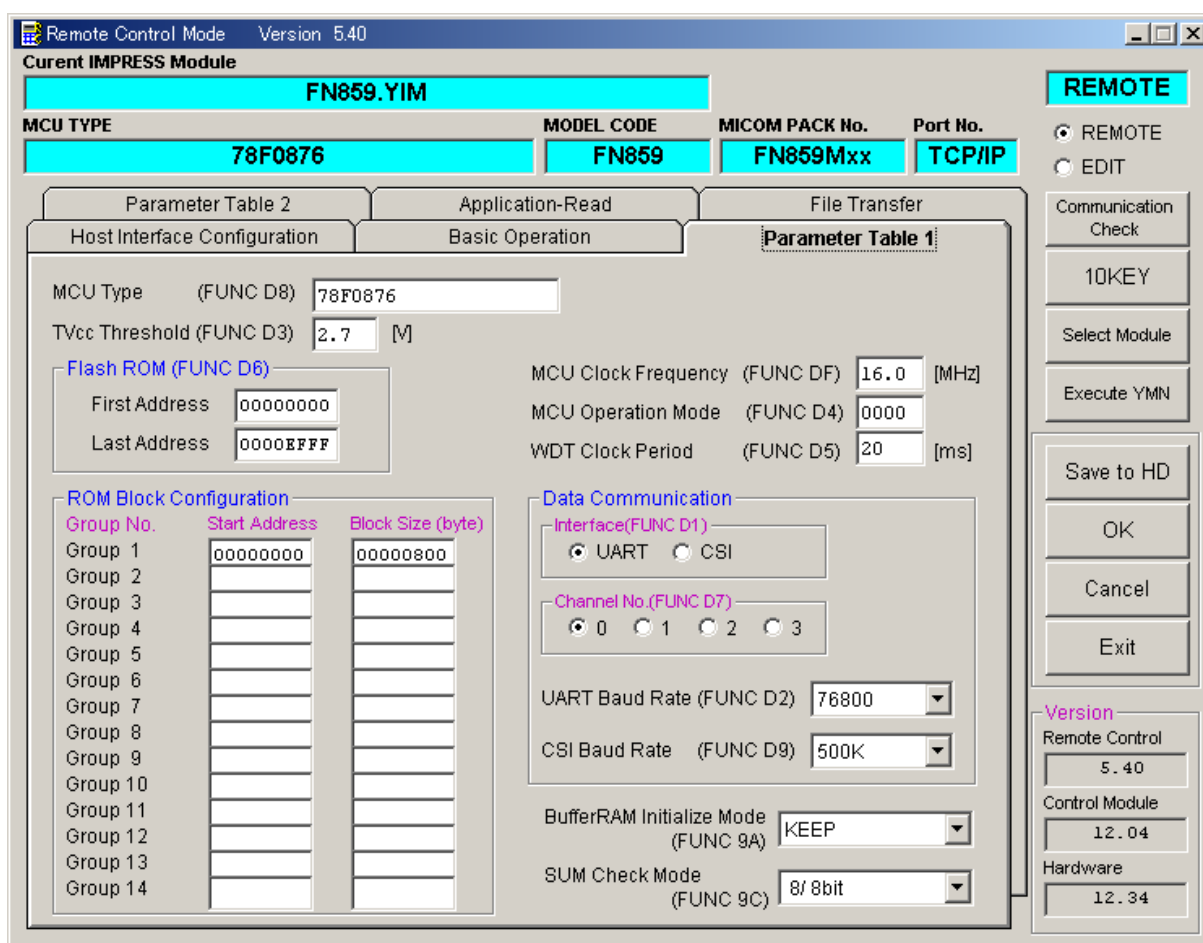 Remote Control Mode Version 5.40
Curent IMPRESS Module
FN859.YIM
REMOTE
MCU TYPE MODEL CODE MICOM PACK No. Port No.
78F0876 FN859 FN859Mxx TCP/IP
REMOTE
EDIT
Parameter Table 2 Application-Read File Transfer
Host Interface Configuration Basic Operation Parameter Table 1
MCU Type (FUNC D8) 78F0876
TVcc Threshold (FUNC D3) 2.7 [V]
Flash ROM (FUNC D6)
First Address 00000000
Last Address 0000EFFF
MCU Clock Frequency (FUNC DF) 16.0 [MHz]
MCU Operation Mode (FUNC D4) 0000
WDT Clock Period (FUNC D5) 20 [ms]
ROM Block Configuration
Group No. Start Address Block Size (byte)
Group 1 00000000 00000800
Group 2
Group 3
Group 4
Group 5
Group 6
Group 7
Group 8
Group 9
Group 10
Group 11
Group 12
Group 13
Group 14
Data Communication
Interface(FUNC D1)
UART CSI
Channel No.(FUNC D7)
0 1 2 3
UART Baud Rate (FUNC D2) 76800
CSI Baud Rate (FUNC D9) 500K
BufferRAM Initialize Mode
(FUNC 9A) KEEP
SUM Check Mode
(FUNC 9C) 8/ 8bit
Communication
Check
10KEY
Select Module
Execute YMN
Save to HD
OK
Cancel
Exit
Version
Remote Control
5.40
Control Module
12.04
Hardware
12.34